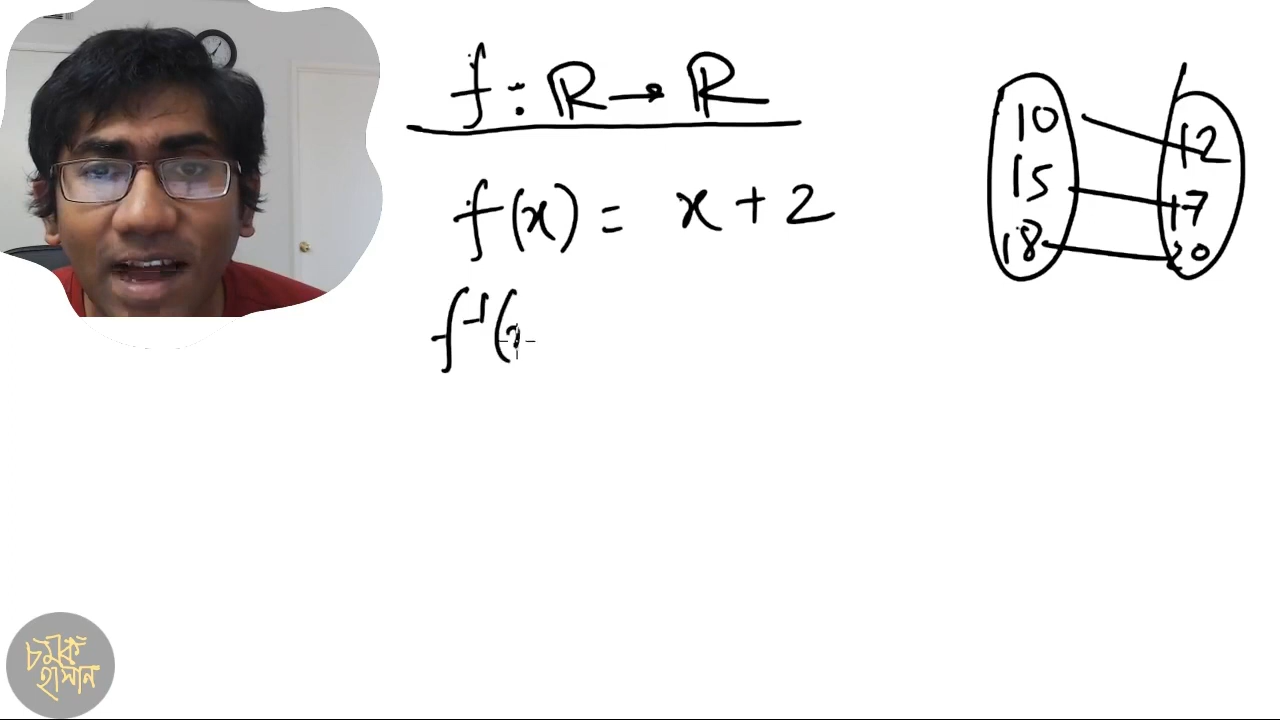 f : ℝ → ℝ
f(x) = x + 2
f⁻¹(x
10 12
15 17
18 20
চমক
হাসান